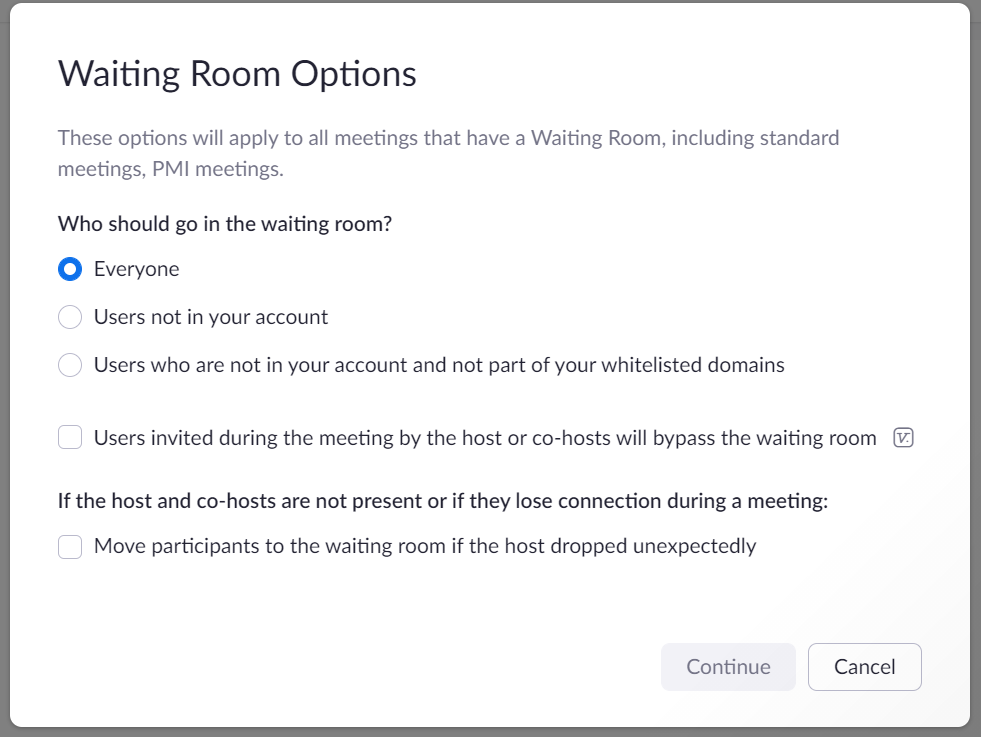 Waiting Room Options
These options will apply to all meetings that have a Waiting Room, including standard
meetings, PMI meetings.
Who should go in the waiting room?
Everyone
Users not in your account
Users who are not in your account and not part of your whitelisted domains
Users invited during the meeting by the host or co-hosts will bypass the waiting room V.
If the host and co-hosts are not present or if they lose connection during a meeting:
Move participants to the waiting room if the host dropped unexpectedly
Continue Cancel